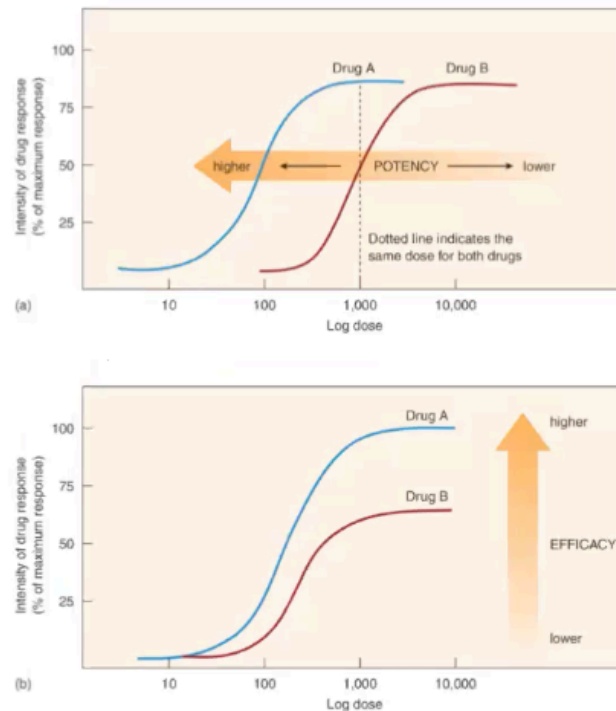 100
75
50
25
Intensity of drug response
(% of maximum response)
Drug A
Drug B
higher
POTENCY
lower
Dotted line indicates the
same dose for both drugs
10
100
1,000
10,000
Log dose
(a)
100
75
50
25
Intensity of drug response
(% of maximum response)
Drug A
Drug B
higher
EFFICACY
lower
10
100
1,000
10,000
Log dose
(b)